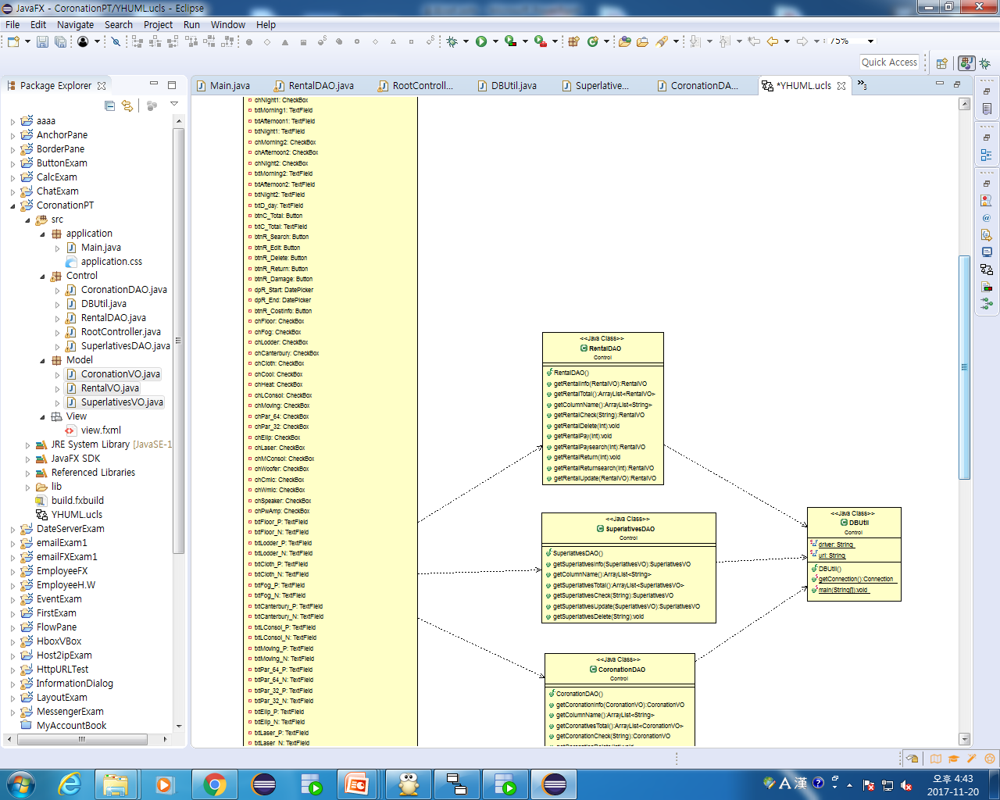 JavaFX - CoronationPT/YHUML.ucls - Eclipse
File Edit Navigate Search Project Run Window Help
75%
Quick Access
Package Explorer
Main.java RentalDAO.java RootControll... DBUtil.java Superlative... CoronationDA... *YHUML.ucls »3
aaaa
AnchorPane
BorderPane
ButtonExam
CalcExam
ChatExam
CoronationPT
src
application
Main.java
application.css
Control
CoronationDAO.java
DBUtil.java
RentalDAO.java
RootController.java
SuperlativesDAO.java
Model
CoronationVO.java
RentalVO.java
SuperlativesVO.java
View
view.fxml
JRE System Library [JavaSE-1
JavaFX SDK
Referenced Libraries
lib
build.fxbuild
YHUML.ucls
DateServerExam
emailExam1
emailFXExam1
EmployeeFX
EmployeeH.W
EventExam
FirstExam
FlowPane
HboxVBox
Host2ipExam
HttpURLTest
InformationDialog
LayoutExam
MessengerExam
MyAccountBook
chNight1: CheckBox
txtMorning1: TextField
txtAfternoon1: TextField
txtNight1: TextField
chMorning2: CheckBox
chAfternoon2: CheckBox
chNight2: CheckBox
txtMorning2: TextField
txtAfternoon2: TextField
txtNight2: TextField
txtD_day: TextField
btnC_Total: Button
txtC_Total: TextField
btnR_Search: Button
btnR_Edit: Button
btnR_Delete: Button
btnR_Return: Button
btnR_Damage: Button
dpR_Start: DatePicker
dpR_End: DatePicker
btnR_CostInfo: Button
chFloor: CheckBox
chFog: CheckBox
chLodder: CheckBox
chCanterbury: CheckBox
chCloth: CheckBox
chCool: CheckBox
chHeat: CheckBox
chLConsol: CheckBox
chMoving: CheckBox
chPar_64: CheckBox
chPar_32: CheckBox
chElip: CheckBox
chLaser: CheckBox
chMConsol: CheckBox
chWoofer: CheckBox
chCmic: CheckBox
chWmic: CheckBox
chSpeaker: CheckBox
chPwAmp: CheckBox
txtFloor_P: TextField
txtFloor_N: TextField
txtLodder_P: TextField
txtLodder_N: TextField
txtCloth_P: TextField
txtCloth_N: TextField
txtFog_P: TextField
txtFog_N: TextField
txtCanterbury_P: TextField
txtCanterbury_N: TextField
txtLConsol_P: TextField
txtLConsol_N: TextField
txtMoving_P: TextField
txtMoving_N: TextField
txtPar_64_P: TextField
txtPar_64_N: TextField
txtPar_32_P: TextField
txtPar_32_N: TextField
txtElip_P: TextField
txtElip_N: TextField
txtLaser_P: TextField
txtLaser_N: TextField
<<Java Class>>
RentalDAO
Control
RentalDAO()
getRentalInfo(RentalVO):RentalVO
getRentalTotal():ArrayList<RentalVO>
getColumnName():ArrayList<String>
getRentalCheck(String):RentalVO
getRentalDelete(int):void
getRentalPay(int):void
getRentalPaysearch(int):RentalVO
getRentalReturn(int):void
getRentalReturnsearch(int):RentalVO
getRentalUpdate(RentalVO):RentalVO
<<Java Class>>
SuperlativesDAO
Control
SuperlativesDAO()
getSuperlativesInfo(SuperlativesVO):SuperlativesVO
getColumnName():ArrayList<String>
getSuperlativesTotal():ArrayList<SuperlativesVO>
getSuperlativesCheck(String):SuperlativesVO
getSuperlativesUpdate(SuperlativesVO):SuperlativesVO
getSuperlativesDelete(String):void
<<Java Class>>
CoronationDAO
Control
CoronationDAO()
getCoronationInfo(CoronationVO):CoronationVO
getColumnName():ArrayList<String>
getCoronativesTotal():ArrayList<CoronationVO>
getCoronationCheck(String):CoronationVO
<<Java Class>>
DBUtil
Control
driver: String
url: String
DBUtil()
getConnection():Connection
main(String[]):void
A 漢
오후 4:43
2017-11-20